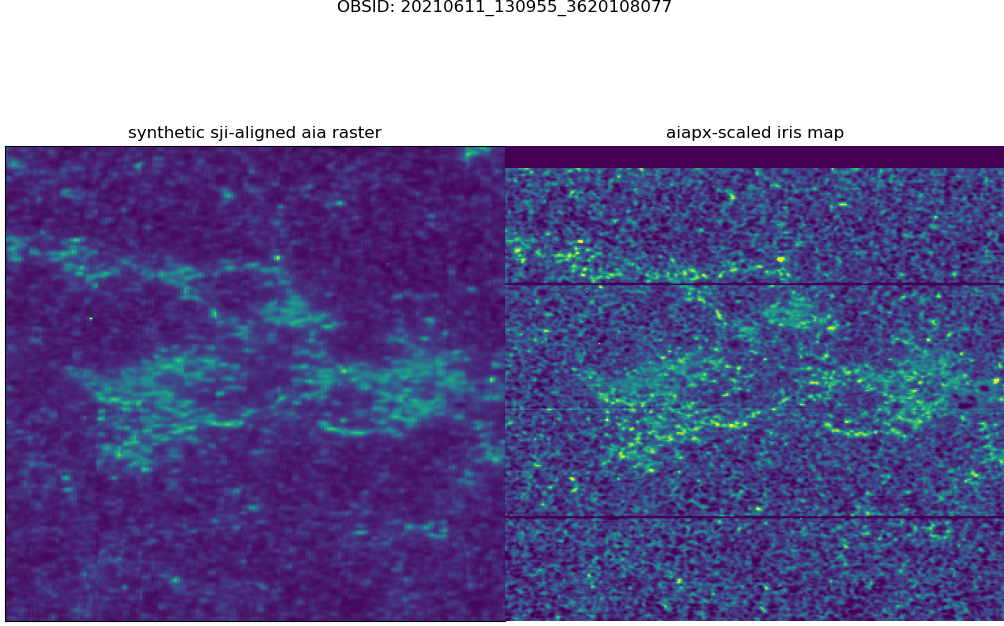 OBSID: 20210611_130955_3620108077
synthetic sji-aligned aia raster
aiapx-scaled iris map